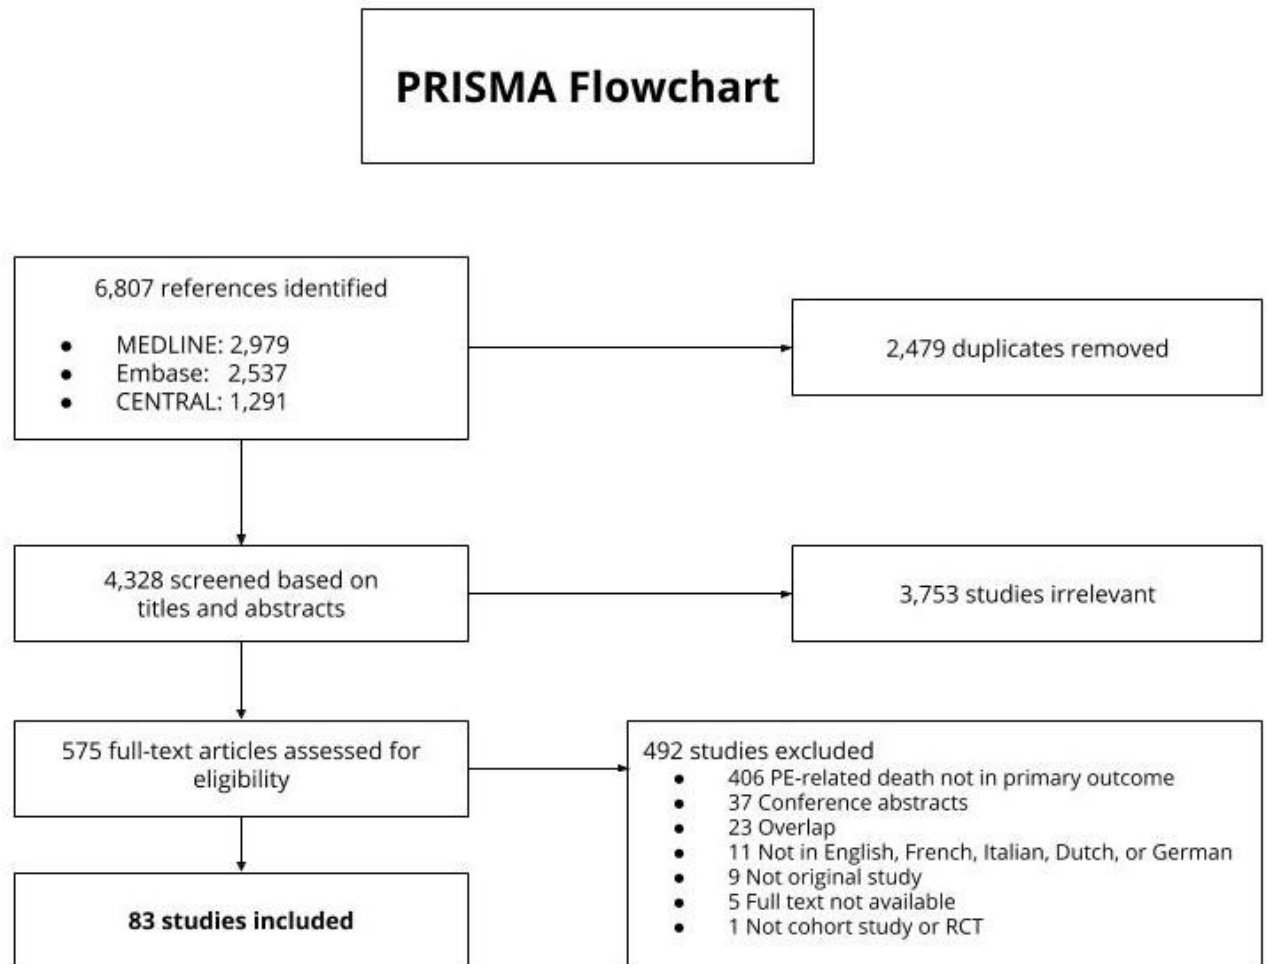 PRISMA Flowchart
6,807 references identified
● MEDLINE: 2,979
● Embase: 2,537
● CENTRAL: 1,291
2,479 duplicates removed
4,328 screened based on
titles and abstracts
3,753 studies irrelevant
575 full-text articles assessed for
eligibility
492 studies excluded
● 406 PE-related death not in primary outcome
● 37 Conference abstracts
● 23 Overlap
● 11 Not in English, French, Italian, Dutch, or German
● 9 Not original study
● 5 Full text not available
● 1 Not cohort study or RCT
83 studies included